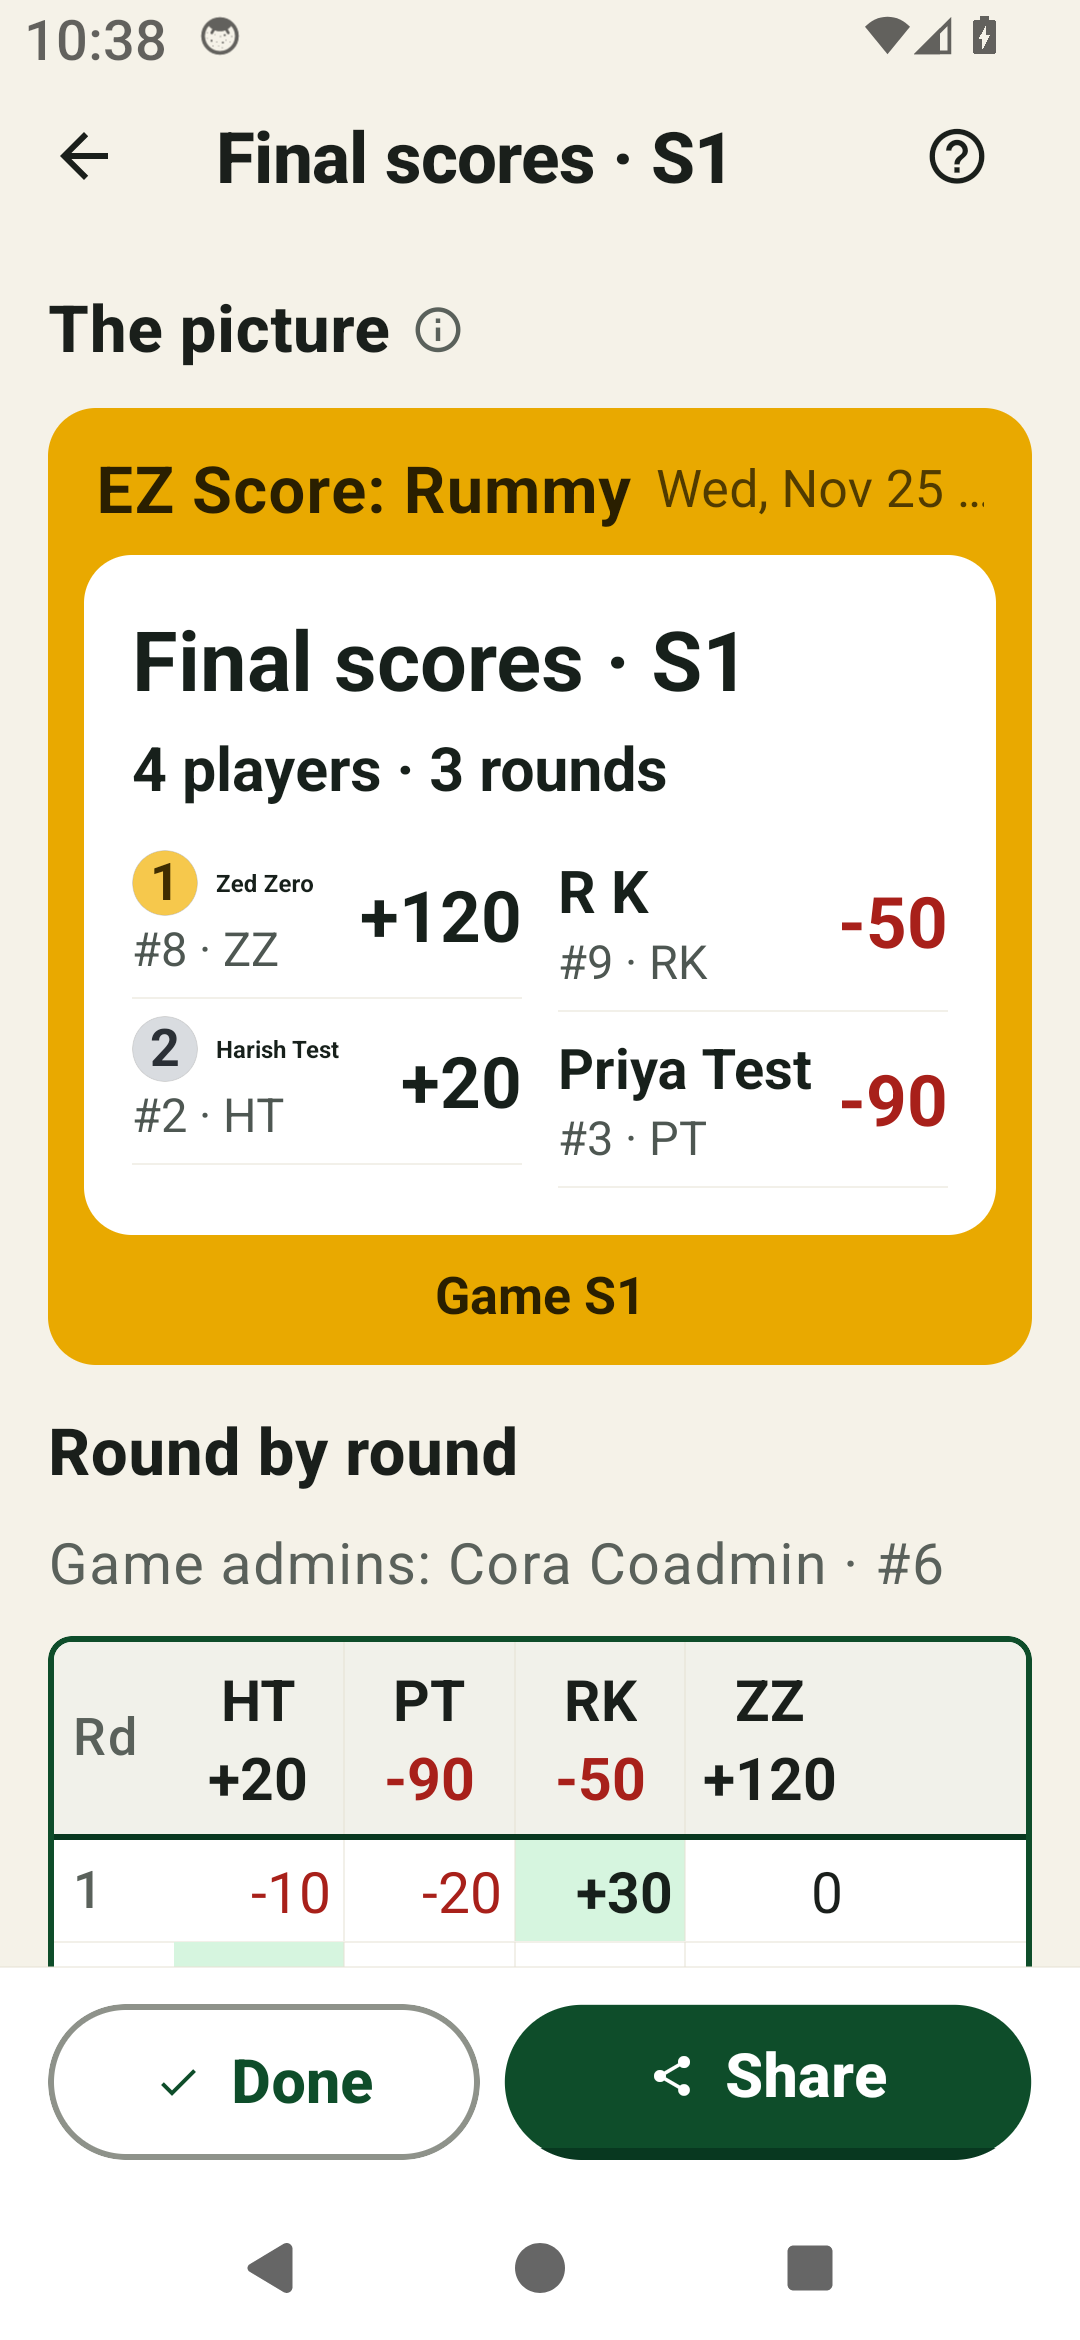 10:38
Final scores · S1
The picture
EZ Score: Rummy Wed, Nov 25 ...
Final scores · S1
4 players · 3 rounds
1 Zed Zero +120
#8 · ZZ
2 Harish Test +20
#2 · HT
R K -50
#9 · RK
Priya Test -90
#3 · PT
Game S1
Round by round
Game admins: Cora Coadmin · #6
Rd HT PT RK ZZ
+20 -90 -50 +120
1 -10 -20 +30 0
Done Share